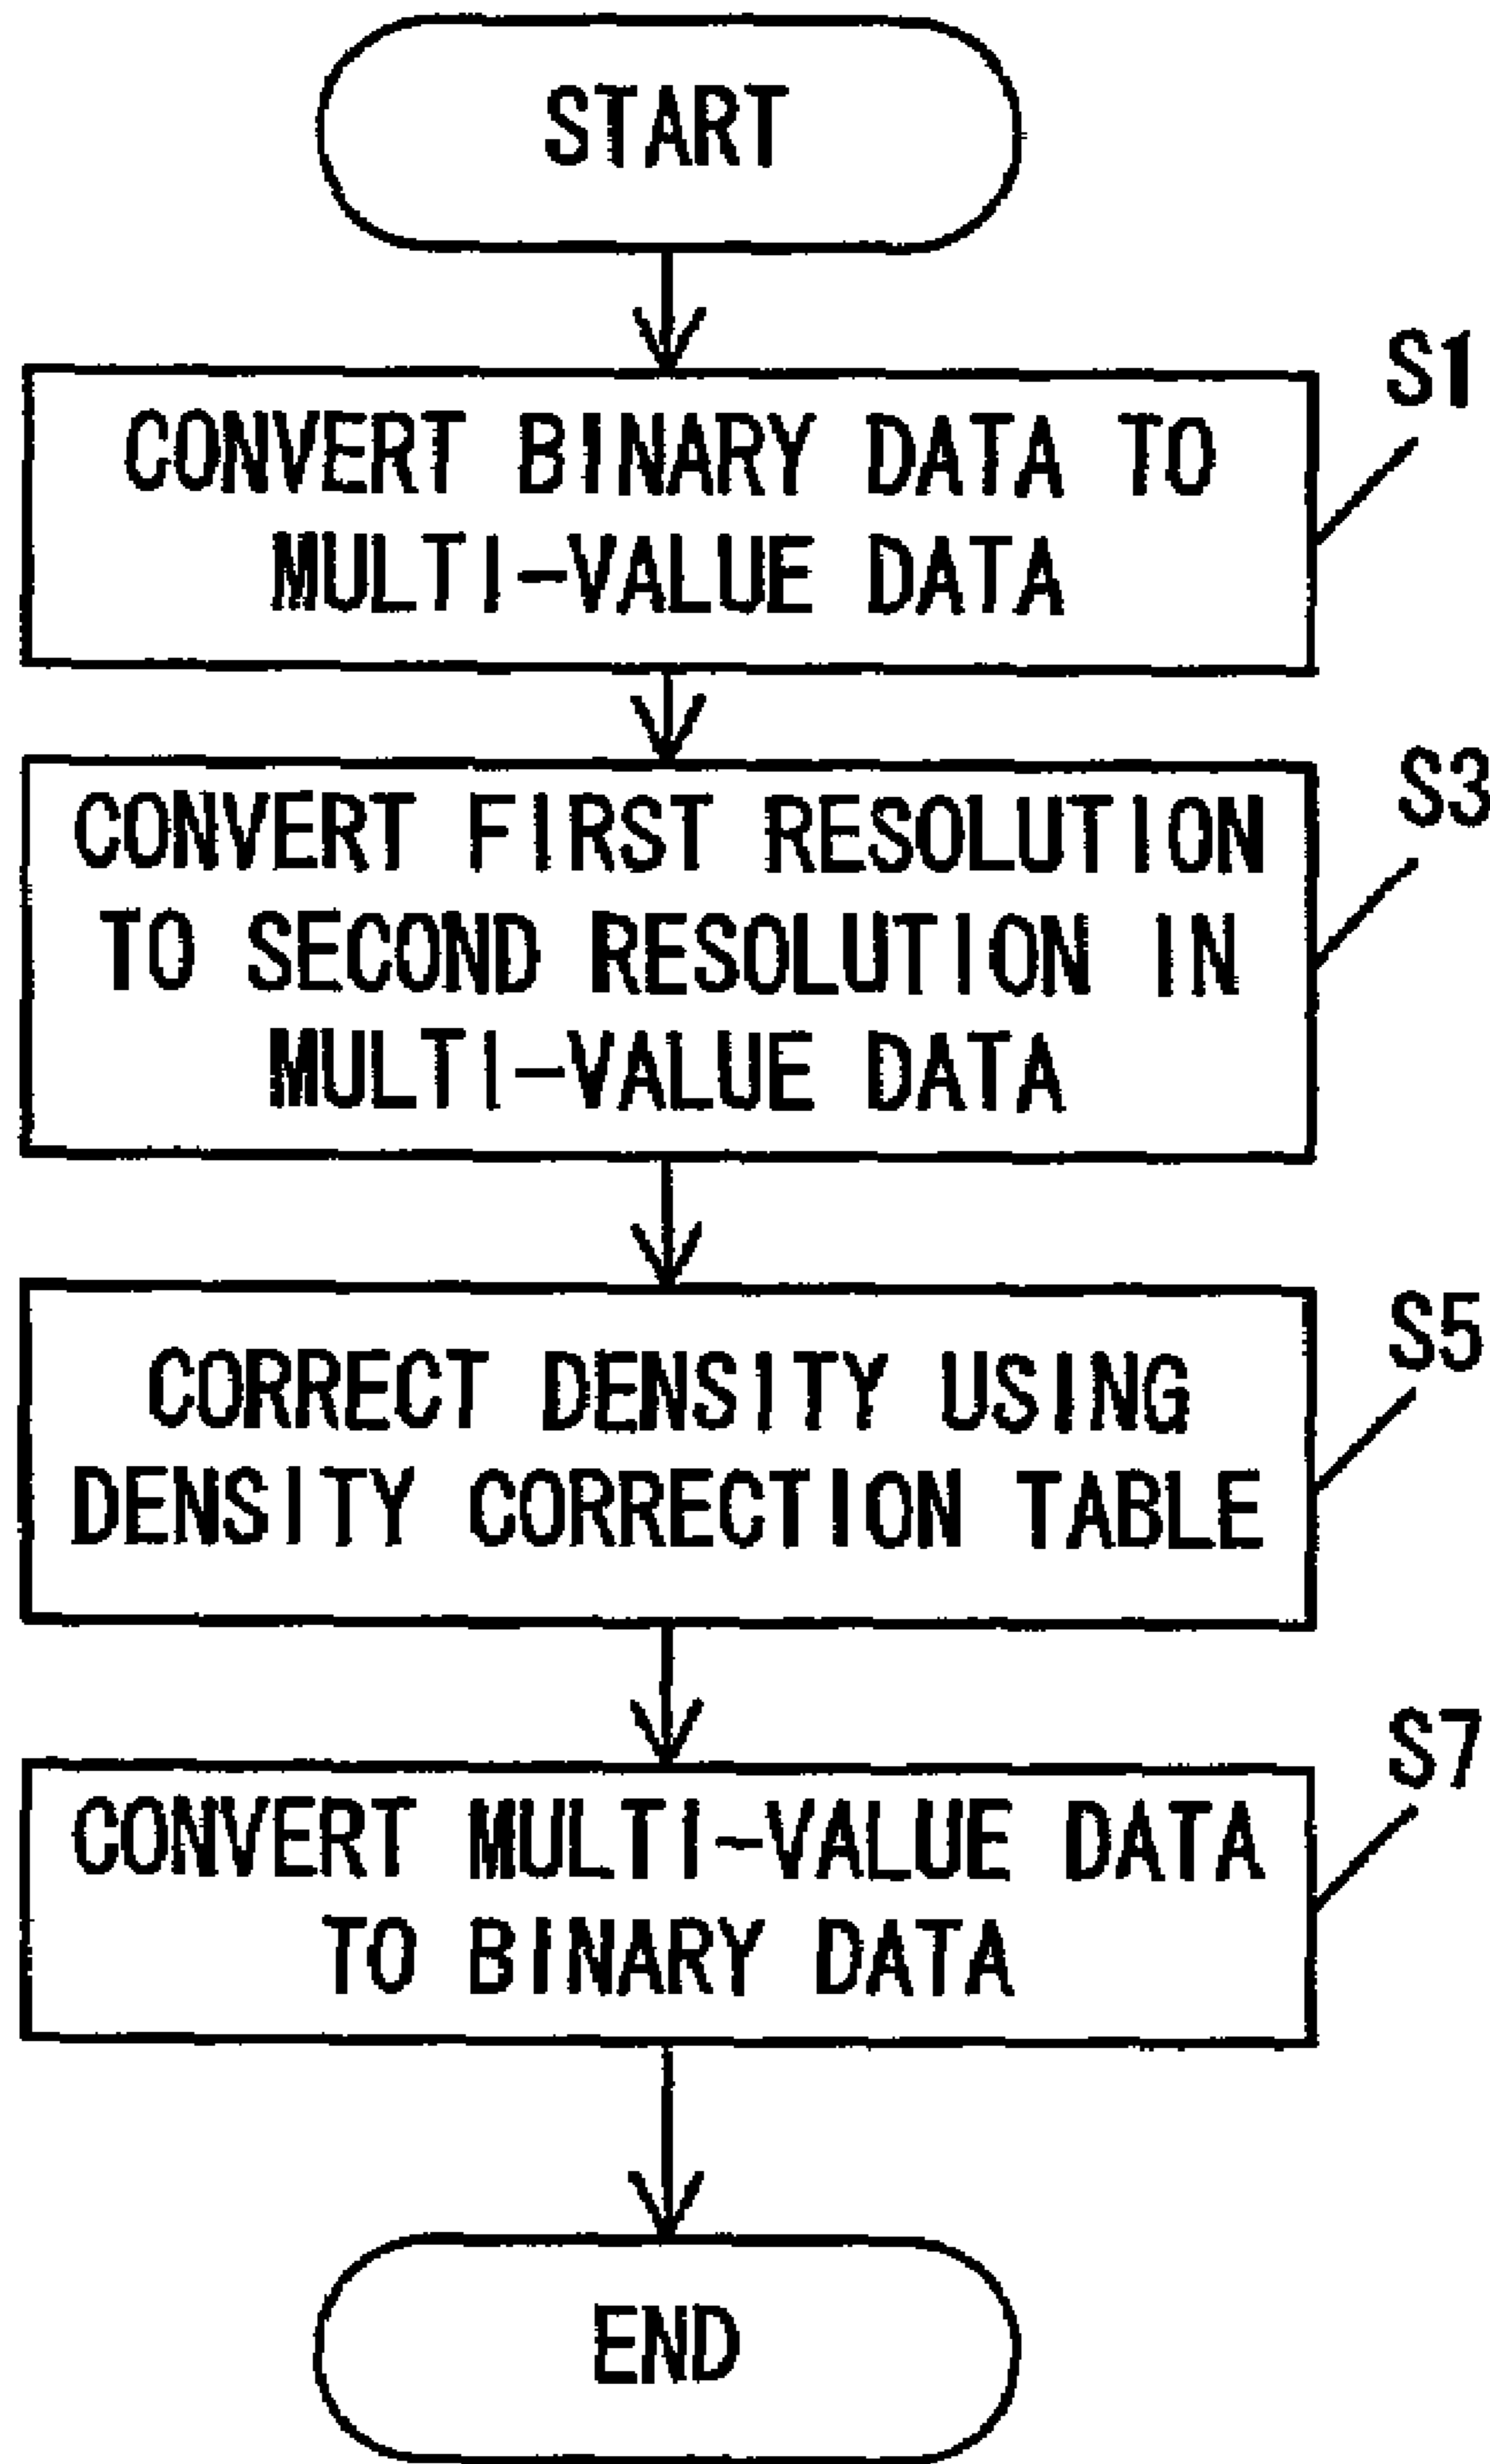 START
S1
CONVERT BINARY DATA TO
MULTI-VALUE DATA
S3
CONVERT FIRST RESOLUTION
TO SECOND RESOLUTION IN
MULTI-VALUE DATA
S5
CORRECT DENSITY USING
DENSITY CORRECTION TABLE
S7
CONVERT MULTI-VALUE DATA
TO BINARY DATA
END